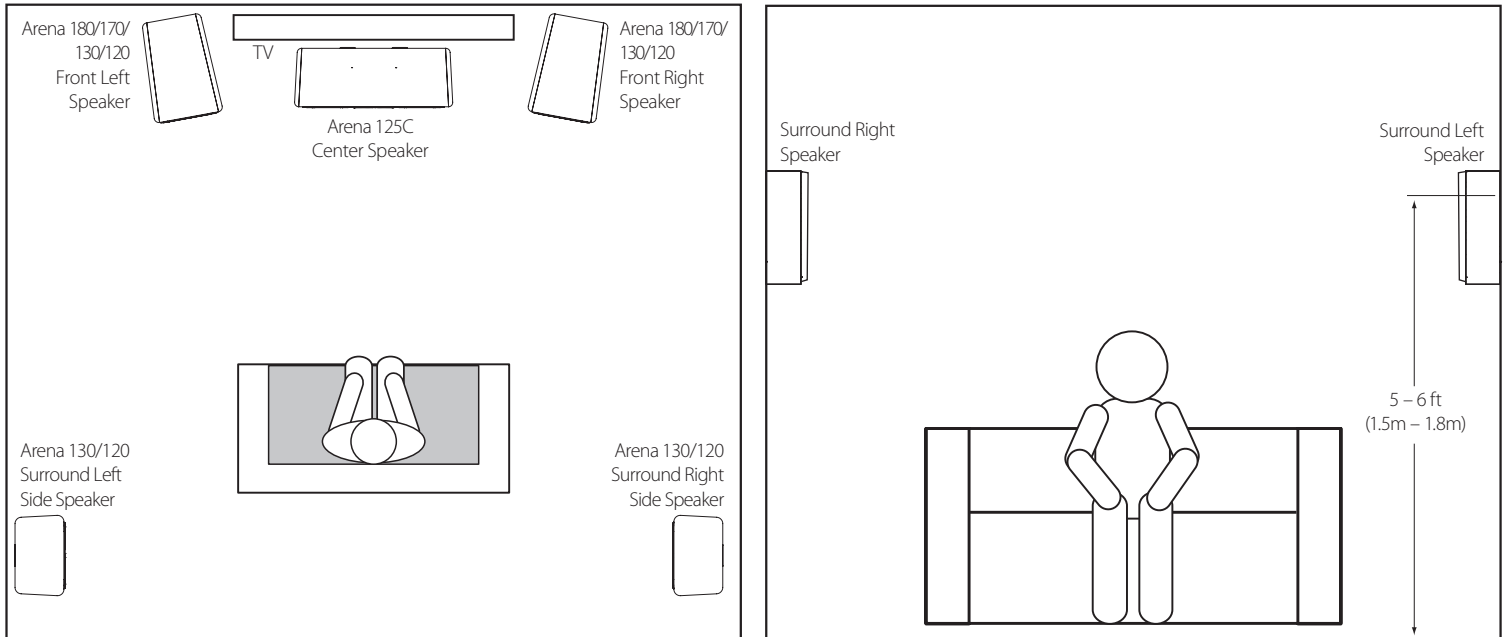 Arena 180/170/
130/120
Front Left
Speaker
TV
Arena 180/170/
130/120
Front Right
Speaker
Arena 125C
Center Speaker
Arena 130/120
Surround Left
Side Speaker
Arena 130/120
Surround Right
Side Speaker
Surround Right
Speaker
Surround Left
Speaker
5 – 6 ft
(1.5m – 1.8m)